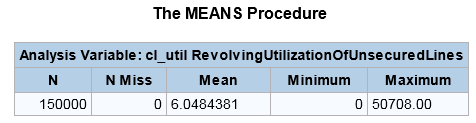 The MEANS Procedure
Analysis Variable: cl_util RevolvingUtilizationOfUnsecuredLines
N N Miss Mean Minimum Maximum
150000 0 6.0484381 0 50708.00